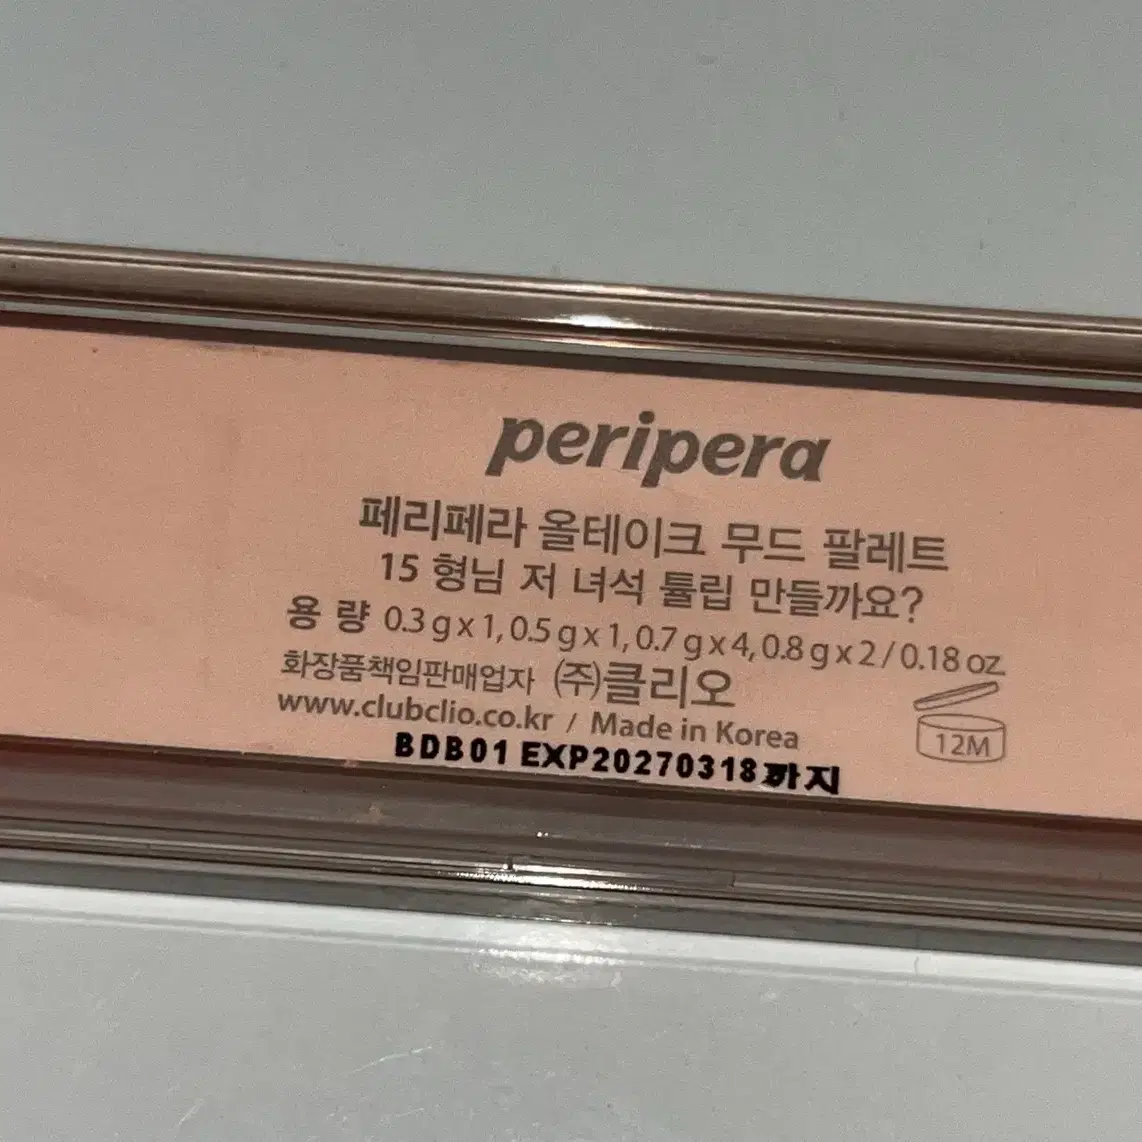 peripera
페리페라 올테이크 무드 팔레트
15 형님 저 녀석 튤립 만들까요?
용 량 0.3 g x 1, 0.5 g x 1, 0.7 g x 4, 0.8 g x 2 / 0.18 oz.
화장품책임판매업자 (주)클리오
www.clubclio.co.kr / Made in Korea
12M
BDB01 EXP20270318까지